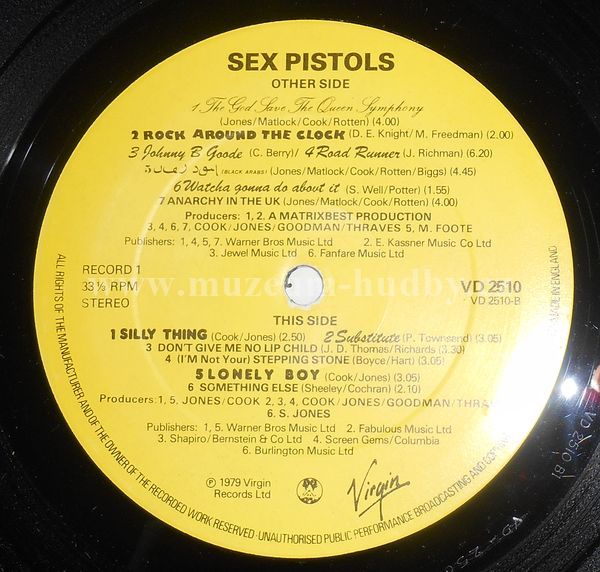 SEX PISTOLS
OTHER SIDE
1. The God Save The Queen Symphony
(Jones/Matlock/Cook/Rotten) (4.00)
2 ROCK AROUND THE CLOCK (D. E. Knight/M. Freedman) (2.00)
3 Johnny B Goode (C. Berry)/ 4 Road Runner (J. Richman) (6.20)
(BLACK ARABS) (Jones/Matlock/Cook/Rotten/Biggs) (4.45)
6 Watcha gonna do about it (S. Well/Potter) (1.55)
7 ANARCHY IN THE UK (Jones/Matlock/Cook/Rotten) (4.00)
Producers: 1, 2. A MATRIXBEST PRODUCTION
3, 4, 6, 7, COOK/JONES/GOODMAN/THRAVES 5, M. FOOTE
Publishers: 1, 4, 5, 7. Warner Bros Music Ltd 2. E. Kassner Music Co Ltd
3. Jewel Music Ltd 6. Fanfare Music Ltd
RECORD 1
33⅓ RPM
STEREO
VD 2510
VD 2510-B
www.muzeum-hudby
THIS SIDE
1 SILLY THING (Cook/Jones) (2.50) 2 Substitute (P. Townsend) (3.05)
3 DON'T GIVE ME NO LIP CHILD (J. D. Thomas/Richards) (3.30)
4 (I'm Not Your) STEPPING STONE (Boyce/Hart) (3.05)
5 LONELY BOY (Cook/Jones) (3.05)
6 SOMETHING ELSE (Sheeley/Cochran) (2.10)
Producers: 1, 5. JONES/COOK 2, 3, 4, COOK/JONES/GOODMAN/THRA
6. S. JONES
Publishers: 1, 5. Warner Bros Music Ltd 2. Fabulous Music Ltd
3. Shapiro/Bernstein & Co Ltd 4. Screen Gems/Columbia
6. Burlington Music Ltd
℗ 1979 Virgin
Records Ltd
Virgin
ALL RIGHTS OF THE MANUFACTURER AND OF THE OWNER OF THE RECORDED WORK RESERVED · UNAUTHORISED PUBLIC PERFORMANCE BROADCASTING AND COPYING
MADE IN ENGLAND